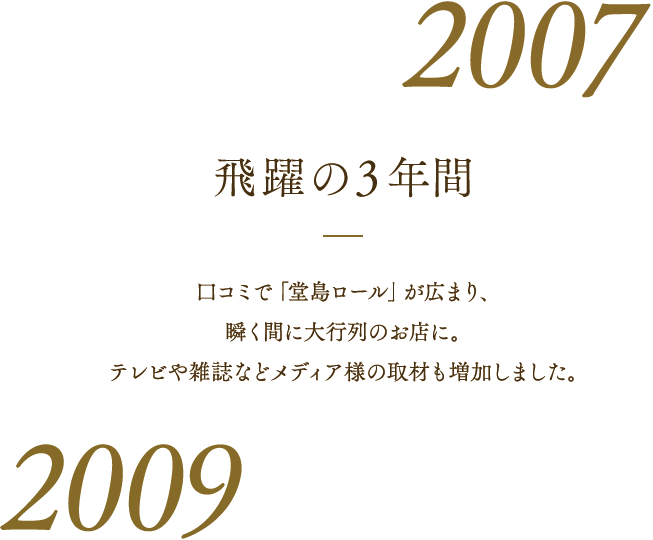 2007
飛躍の3年間
口コミで「堂島ロール」が広まり、
瞬く間に大行列のお店に。
テレビや雑誌などメディア様の取材も増加しました。
2009